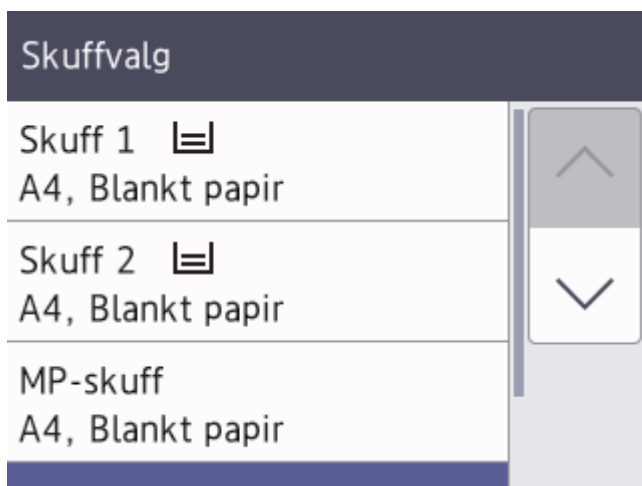 Skuffvalg
Skuff 1
A4, Blankt papir
Skuff 2
A4, Blankt papir
MP-skuff
A4, Blankt papir